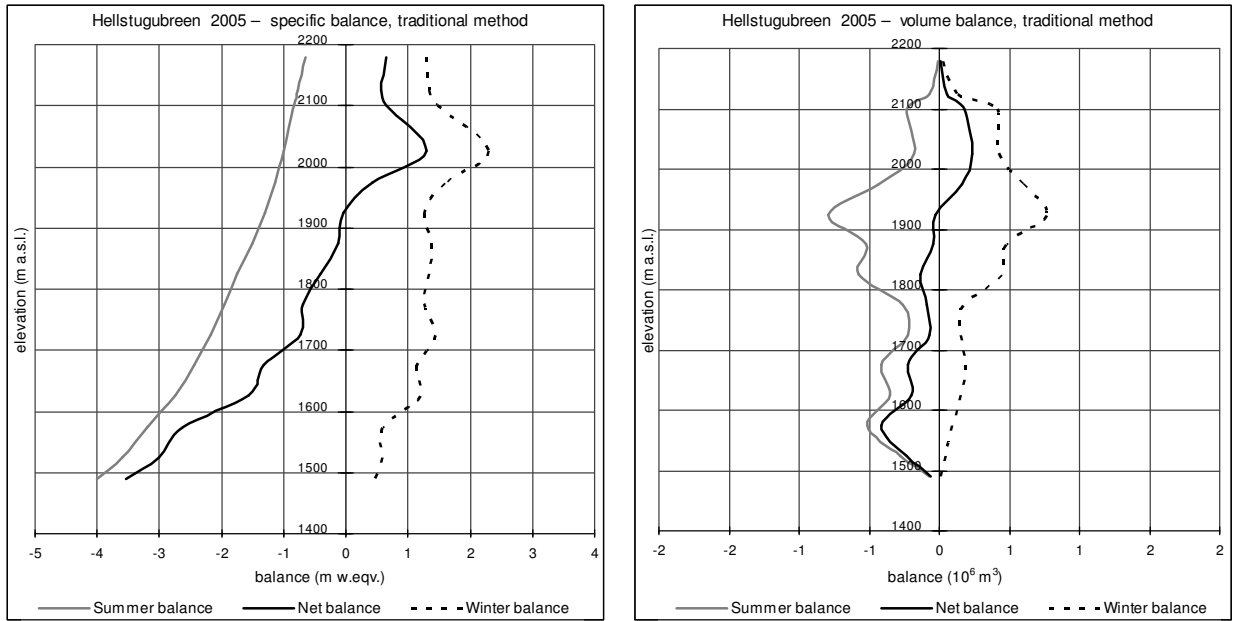 Hellstugubreen 2005 – specific balance, traditional method
2200
2100
2000
1900
1800
1700
1600
1500
1400
elevation (m a.s.l.)
-5 -4 -3 -2 -1 0 1 2 3 4
balance (m w.eqv.)
Summer balance Net balance Winter balance
Hellstugubreen 2005 – volume balance, traditional method
2200
2100
2000
1900
1800
1700
1600
1500
1400
elevation (m a.s.l.)
-2 -2 -1 -1 0 1 1 2 2
balance (10⁶ m³)
Summer balance Net balance Winter balance